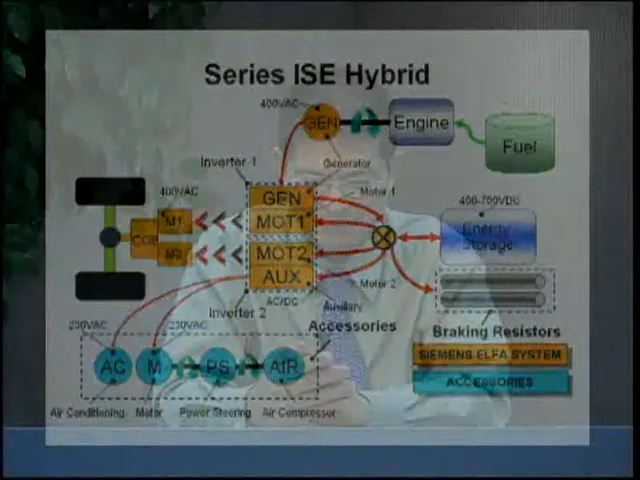 Series ISE Hybrid
400VAC
GEN
Engine
Fuel
Inverter 1
Generator
400VAC
Motor 1
400-700VDC
GEN
MOT1
M1
M2
Energy
Storage
MOT2
AUX
AC/DC
Motor 2
Inverter 2
Auxiliary
Accessories
Braking Resistors
230VAC
230VAC
SIEMENS ELFA SYSTEM
ACCESSORIES
AC
M
PS
AIR
Air Conditioning
Motor
Power Steering
Air Compressor